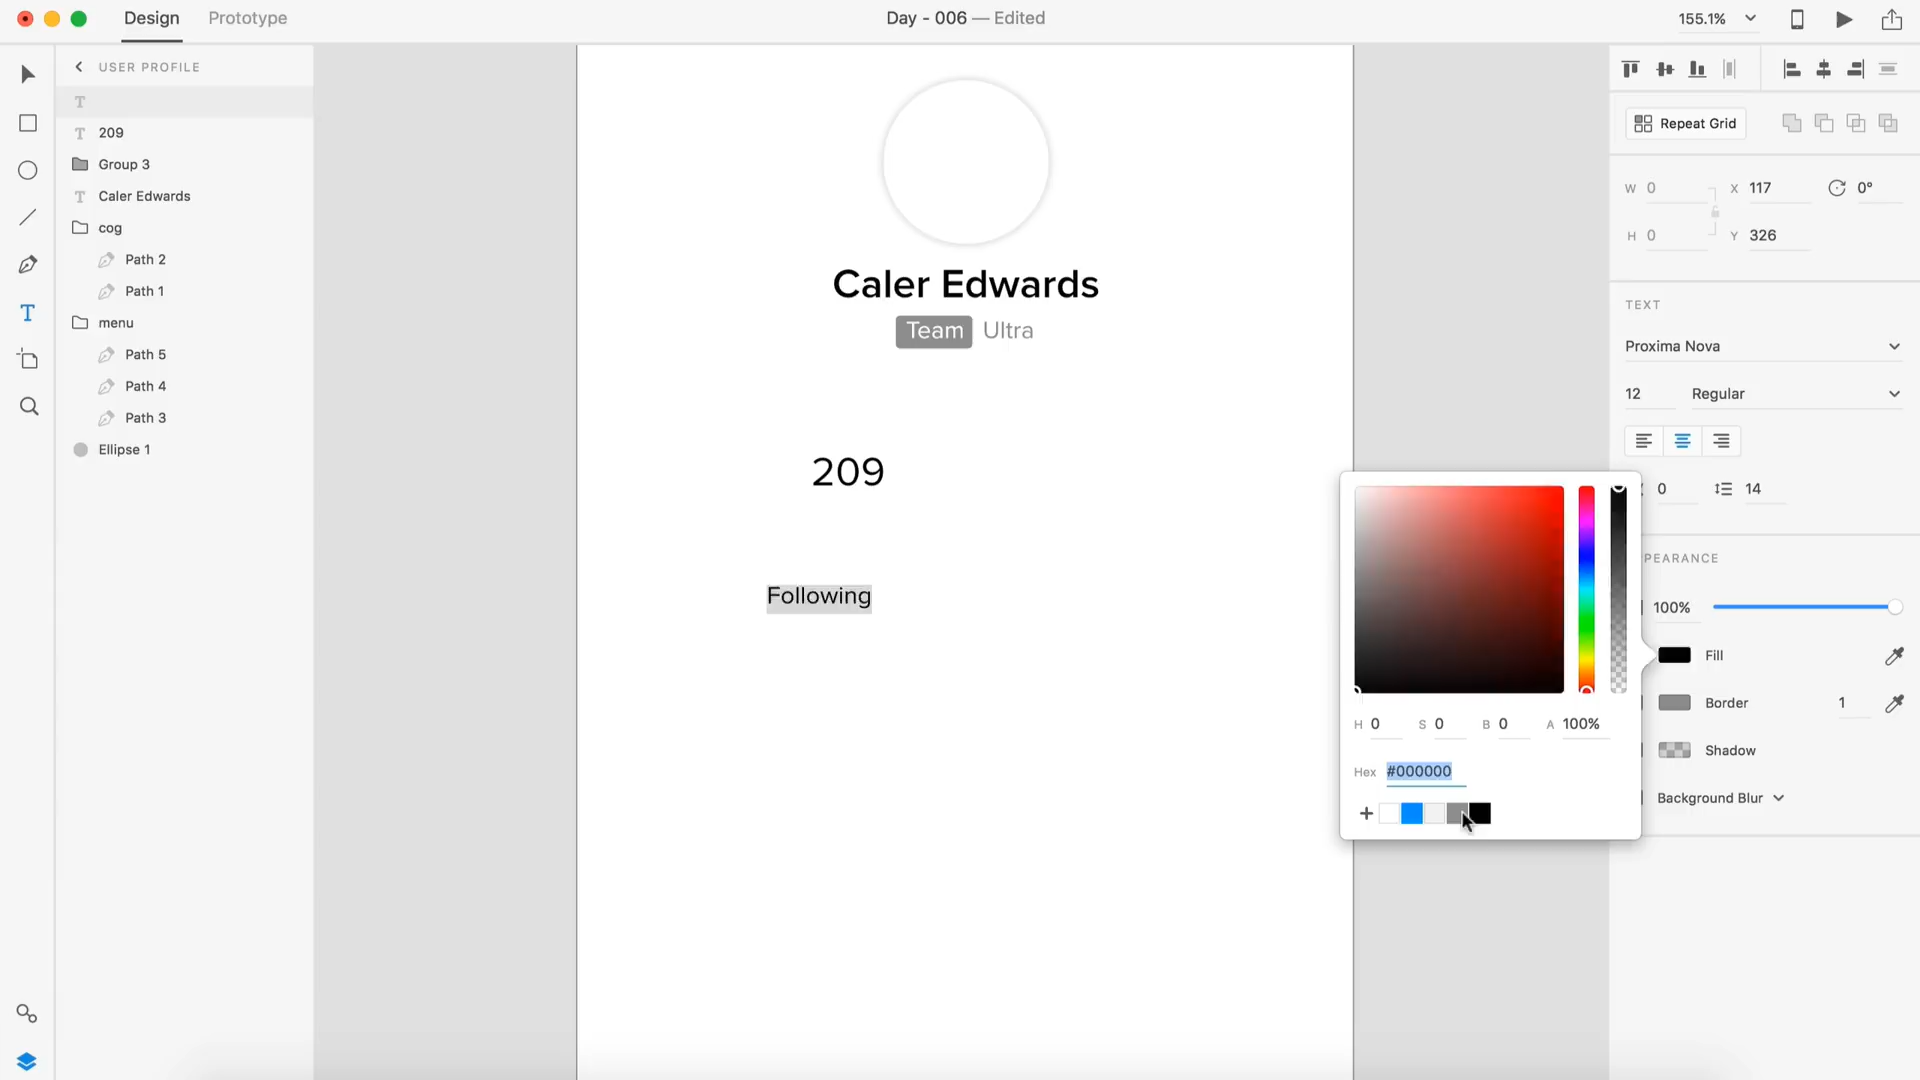 Design
Prototype
Day - 006 — Edited
155.1%
USER PROFILE
T
209
Group 3
T
Caler Edwards
cog
Path 2
Path 1
menu
Path 5
Path 4
Path 3
Ellipse 1
T
Caler Edwards
Team Ultra
209
Following
Repeat Grid
W 0
X 117
0°
H 0
Y 326
TEXT
Proxima Nova
12
Regular
0
14
PEARANCE
100%
Fill
Border
1
Shadow
Background Blur
H 0
S 0
B 0
A 100%
Hex #000000